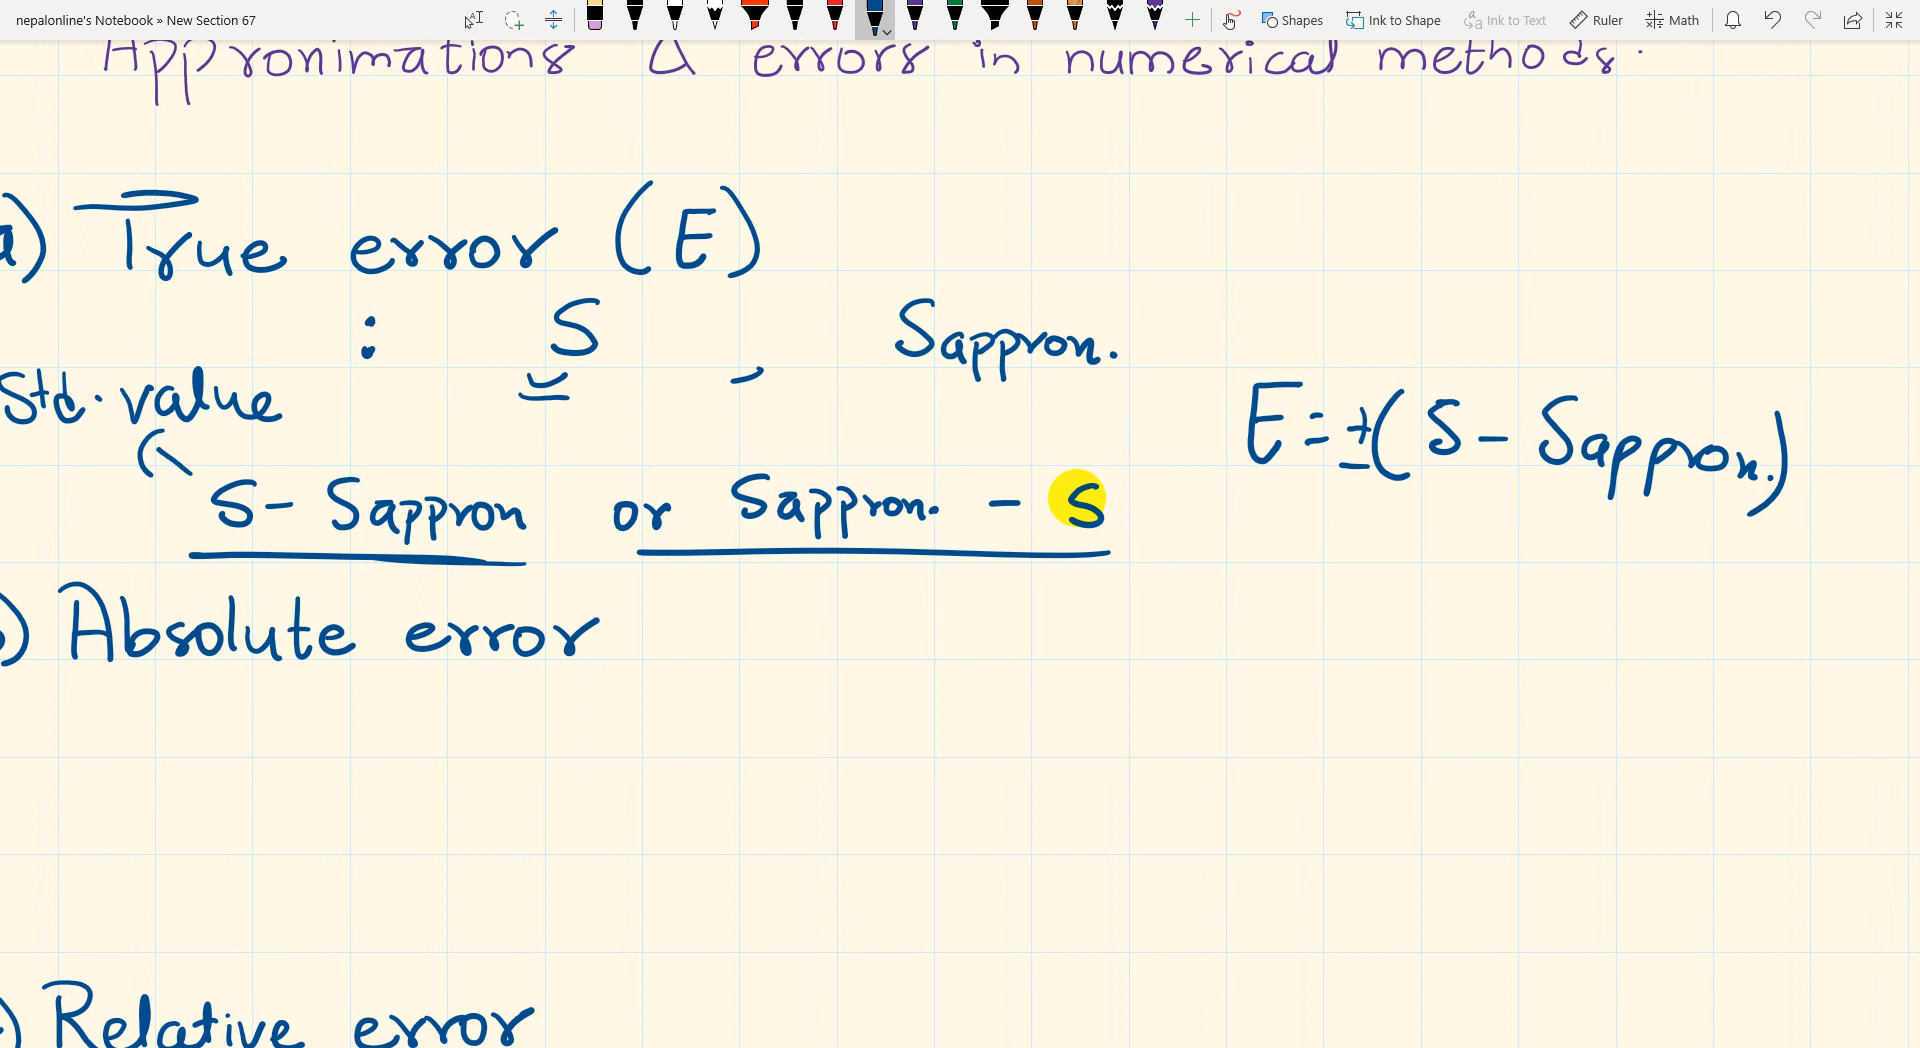 nepalonline's Notebook » New Section 67 Shapes Ink to Shape Ink to Text Ruler Math
Approximations & errors in numerical methods.
a) True error (E)
: S , Sapprox.
Std. value
E = ±(S - Sapprox.)
S - Sapprox or Sapprox. - S
b) Absolute error
) Relative error